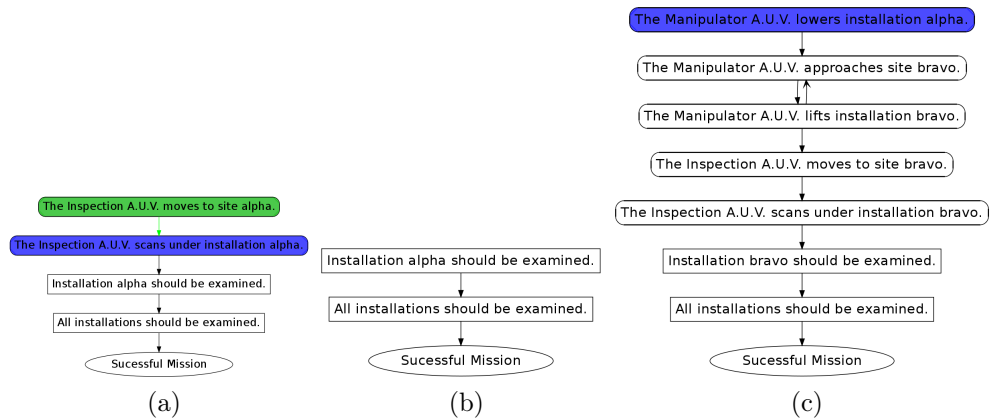 The Inspection A.U.V. moves to site alpha.
The Inspection A.U.V. scans under installation alpha.
Installation alpha should be examined.
All installations should be examined.
Sucessful Mission
(a)
Installation alpha should be examined.
All installations should be examined.
Sucessful Mission
(b)
The Manipulator A.U.V. lowers installation alpha.
The Manipulator A.U.V. approaches site bravo.
The Manipulator A.U.V. lifts installation bravo.
The Inspection A.U.V. moves to site bravo.
The Inspection A.U.V. scans under installation bravo.
Installation bravo should be examined.
All installations should be examined.
Sucessful Mission
(c)